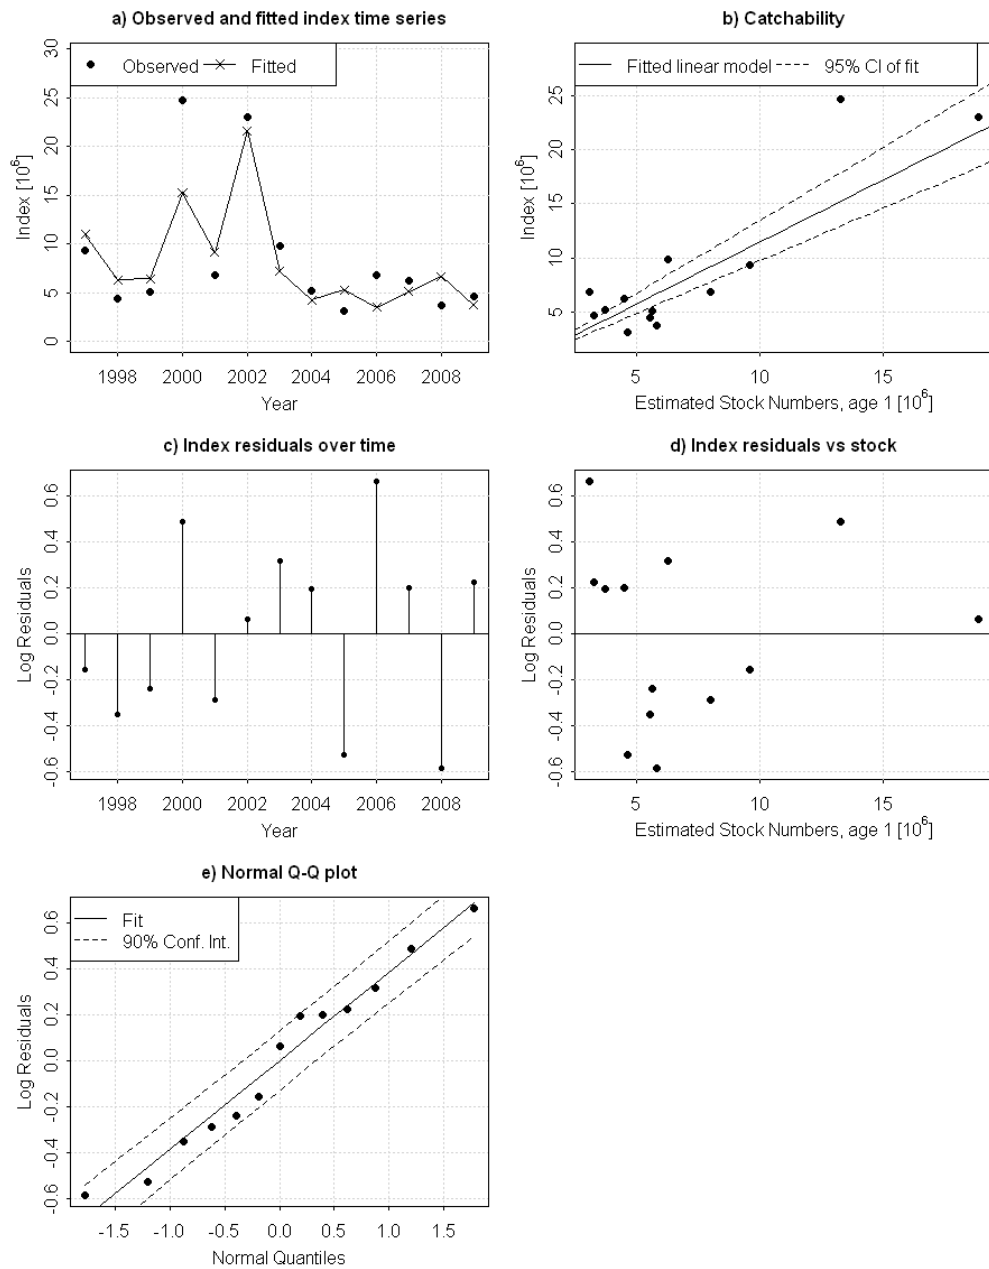 a) Observed and fitted index time series
Observed Fitted
30
25
20
15
10
5
0
Index [10⁶]
1998 2000 2002 2004 2006 2008
Year
b) Catchability
Fitted linear model 95% CI of fit
25
20
15
10
5
Index [10⁶]
5 10 15
Estimated Stock Numbers, age 1 [10⁶]
c) Index residuals over time
0.6
0.4
0.2
0.0
-0.2
-0.4
-0.6
Log Residuals
1998 2000 2002 2004 2006 2008
Year
d) Index residuals vs stock
0.6
0.4
0.2
0.0
-0.2
-0.4
-0.6
Log Residuals
5 10 15
Estimated Stock Numbers, age 1 [10⁶]
e) Normal Q-Q plot
Fit
90% Conf. Int.
0.6
0.4
0.2
0.0
-0.2
-0.4
-0.6
Log Residuals
-1.5 -1.0 -0.5 0.0 0.5 1.0 1.5
Normal Quantiles